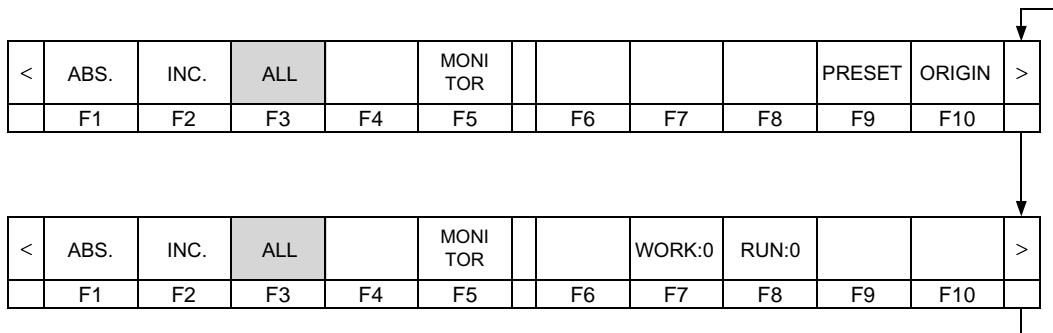 < ABS. INC. ALL MONI TOR PRESET ORIGIN >
F1 F2 F3 F4 F5 F6 F7 F8 F9 F10
< ABS. INC. ALL MONI TOR WORK:0 RUN:0 >
F1 F2 F3 F4 F5 F6 F7 F8 F9 F10